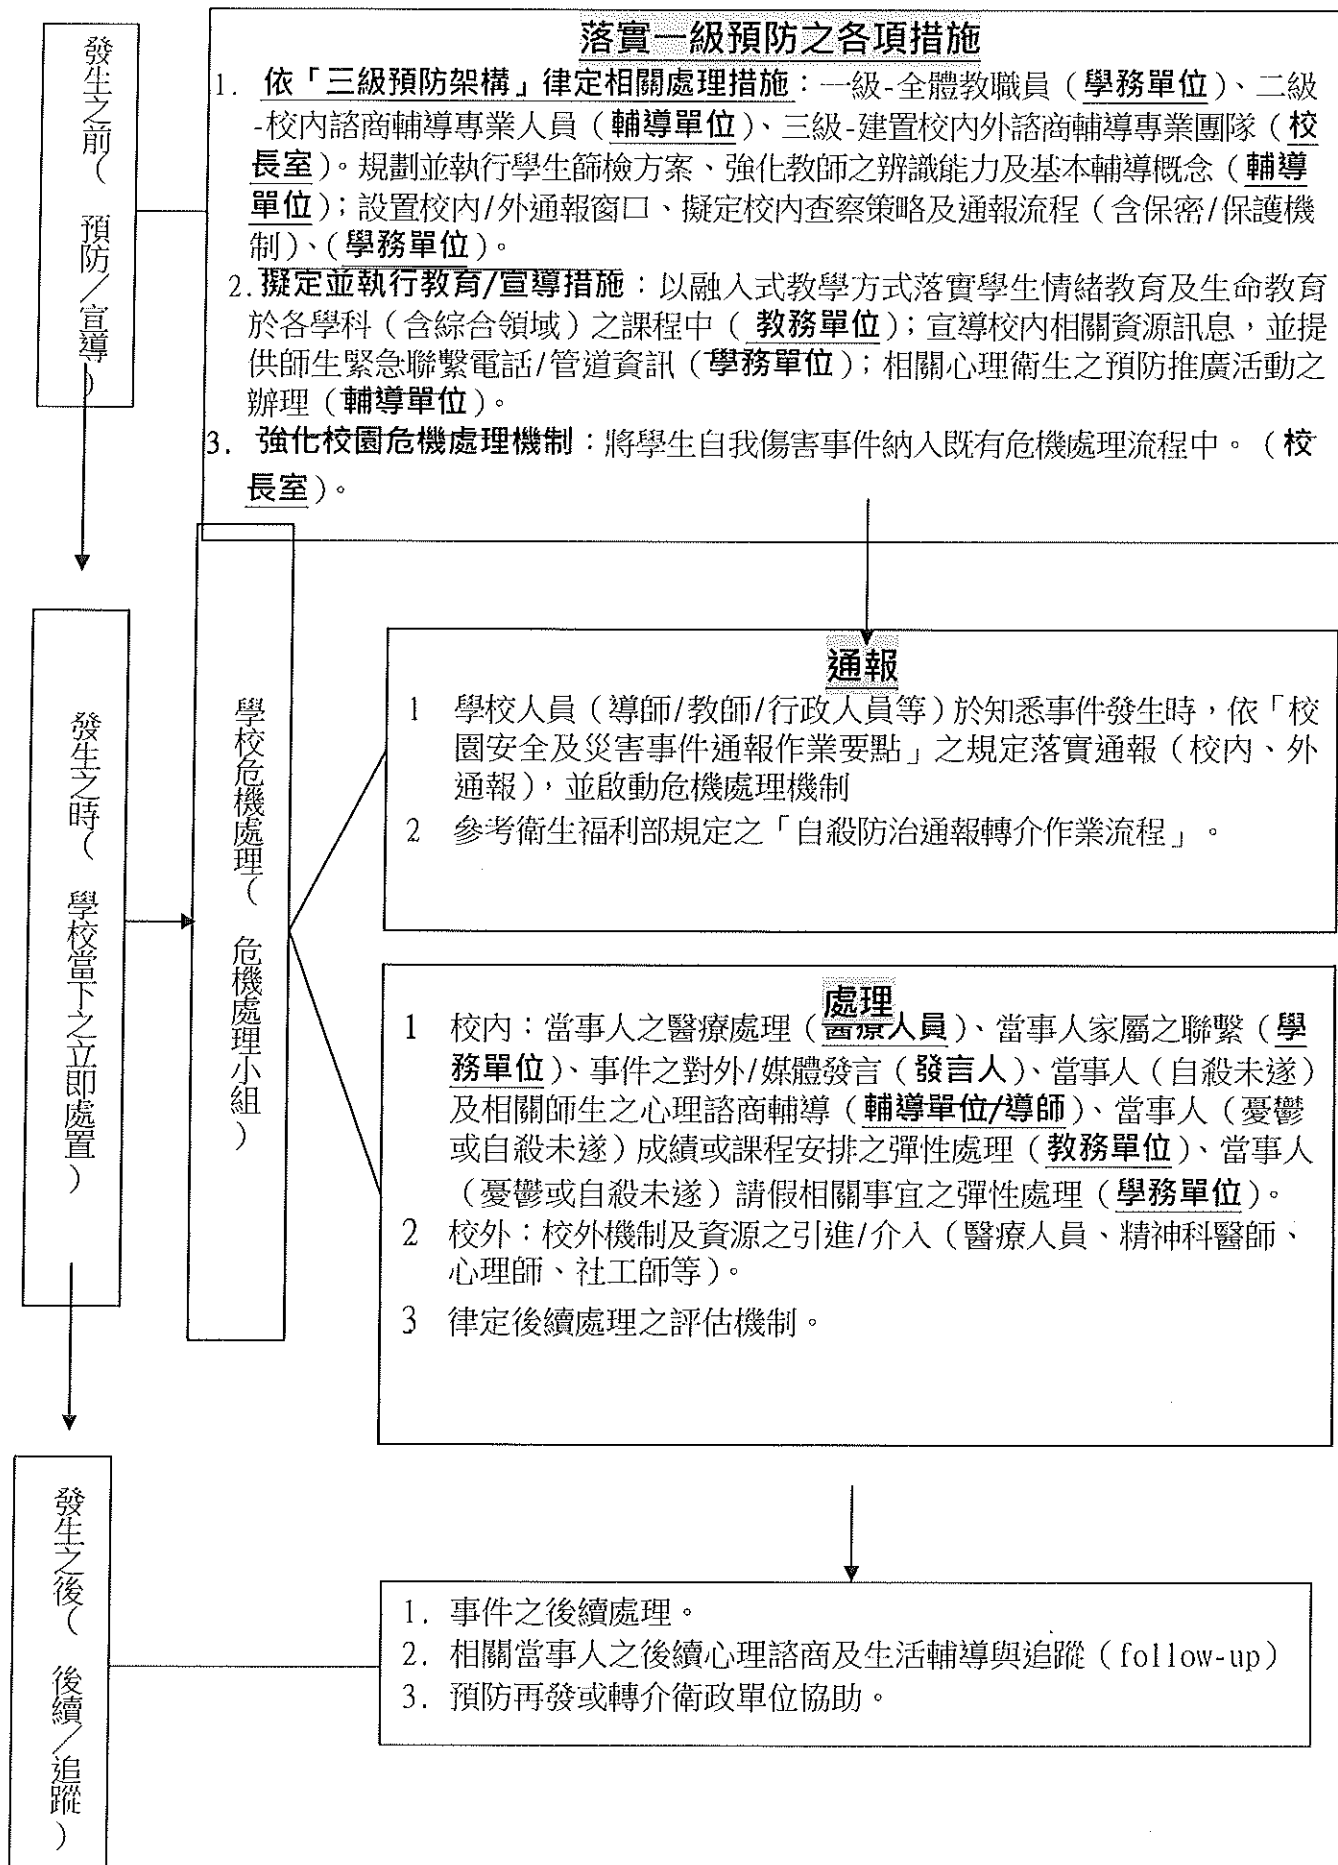 發生之前（ 預防/宣導）
落實一級預防之各項措施
1. 依「三級預防架構」律定相關處理措施：一級-全體教職員（學務單位）、二級
-校內諮商輔導專業人員（輔導單位）、三級-建置校內外諮商輔導專業團隊（校
長室）。規劃並執行學生篩檢方案、強化教師之辨識能力及基本輔導概念（輔導
單位）；設置校內/外通報窗口、擬定校內查察策略及通報流程（含保密/保護機
制）、（學務單位）。
2.擬定並執行教育/宣導措施：以融入式教學方式落實學生情緒教育及生命教育
於各學科（含綜合領域）之課程中（ 教務單位）；宣導校內相關資源訊息，並提
供師生緊急聯繫電話/管道資訊（學務單位）；相關心理衛生之預防推廣活動之
辦理（輔導單位）。
3. 強化校園危機處理機制：將學生自我傷害事件納入既有危機處理流程中。（校
長室）。
發生之時（ 學校當下之立即處置）
學校危機處理（ 危機處理小組）
通報
1 學校人員（導師/教師/行政人員等）於知悉事件發生時，依「校
園安全及災害事件通報作業要點」之規定落實通報（校內、外
通報），並啟動危機處理機制
2 參考衛生福利部規定之「自殺防治通報轉介作業流程」。
處理
1 校內：當事人之醫療處理（醫療人員）、當事人家屬之聯繫（學
務單位）、事件之對外/媒體發言（發言人）、當事人（自殺未遂）
及相關師生之心理諮商輔導（輔導單位/導師）、當事人（憂鬱
或自殺未遂）成績或課程安排之彈性處理（教務單位）、當事人
（憂鬱或自殺未遂）請假相關事宜之彈性處理（學務單位）。
2 校外：校外機制及資源之引進/介入（醫療人員、精神科醫師、
心理師、社工師等）。
3 律定後續處理之評估機制。
發生之後（ 後續/追蹤）
1. 事件之後續處理。
2. 相關當事人之後續心理諮商及生活輔導與追蹤（follow-up）
3. 預防再發或轉介衛政單位協助。